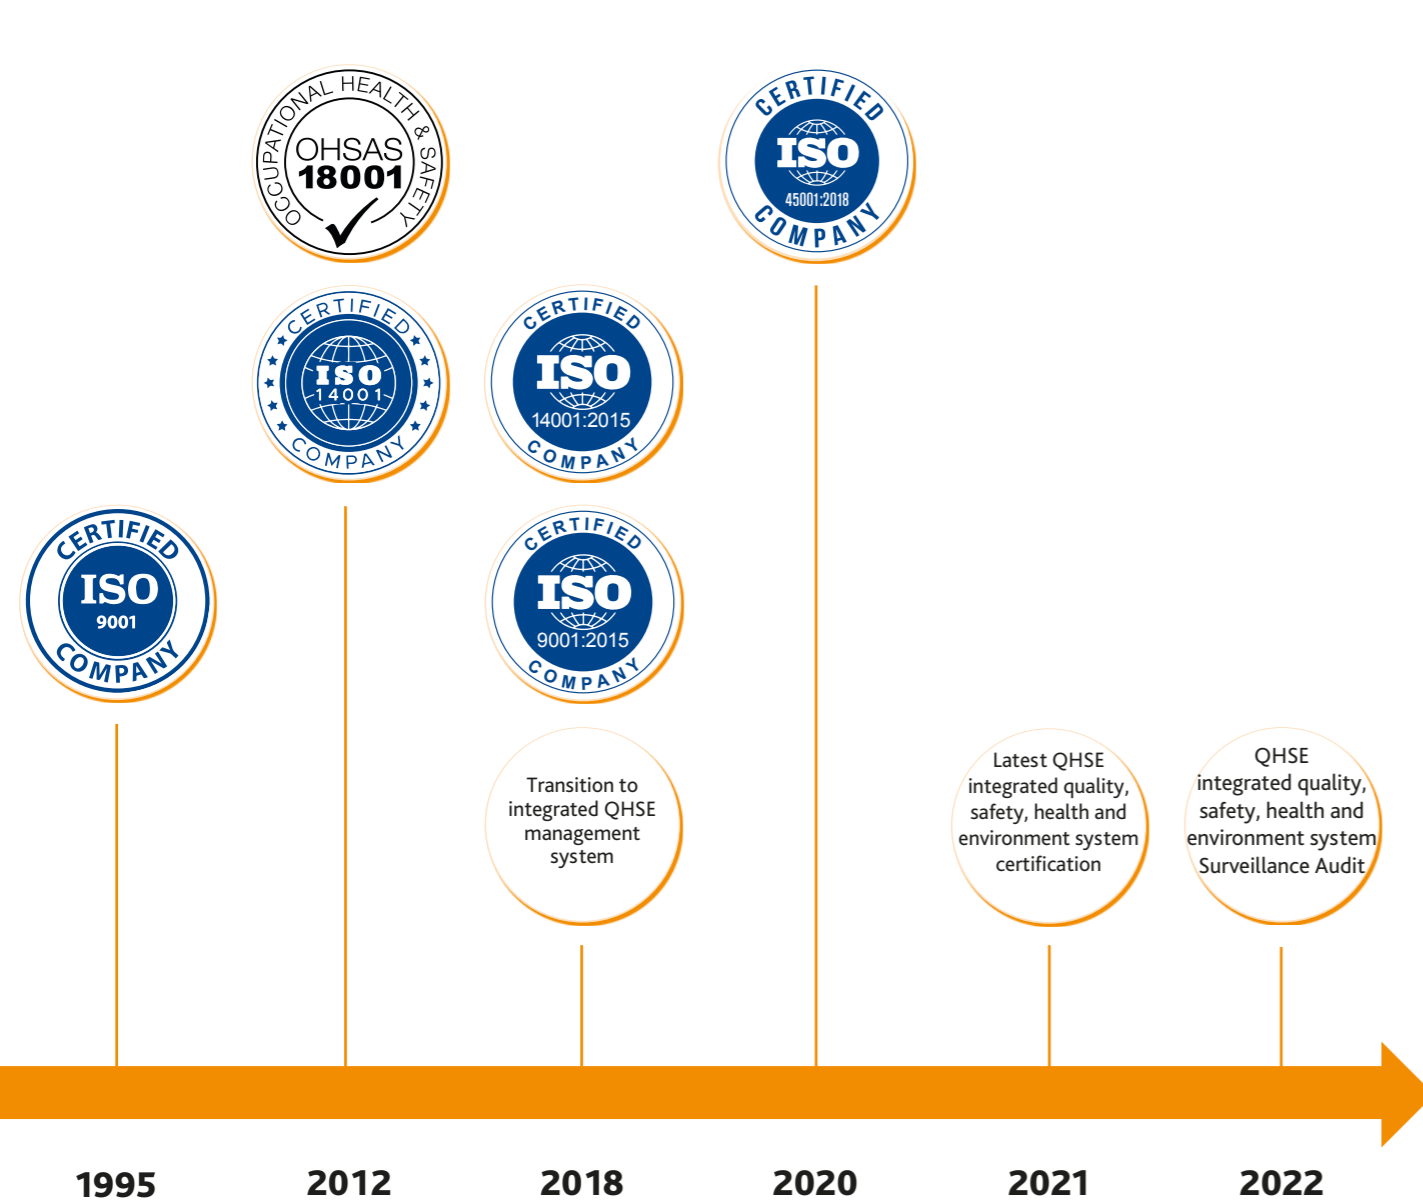 OCCUPATIONAL HEALTH & SAFETY
OHSAS
18001
CERTIFIED
ISO
45001:2018
COMPANY
CERTIFIED
ISO
14001
COMPANY
CERTIFIED
ISO
14001:2015
COMPANY
CERTIFIED
ISO
9001
COMPANY
CERTIFIED
ISO
9001:2015
COMPANY
Transition to
integrated QHSE
management
system
Latest QHSE
integrated quality,
safety, health and
environment system
certification
QHSE
integrated quality,
safety, health and
environment system
Surveillance Audit
1995
2012
2018
2020
2021
2022